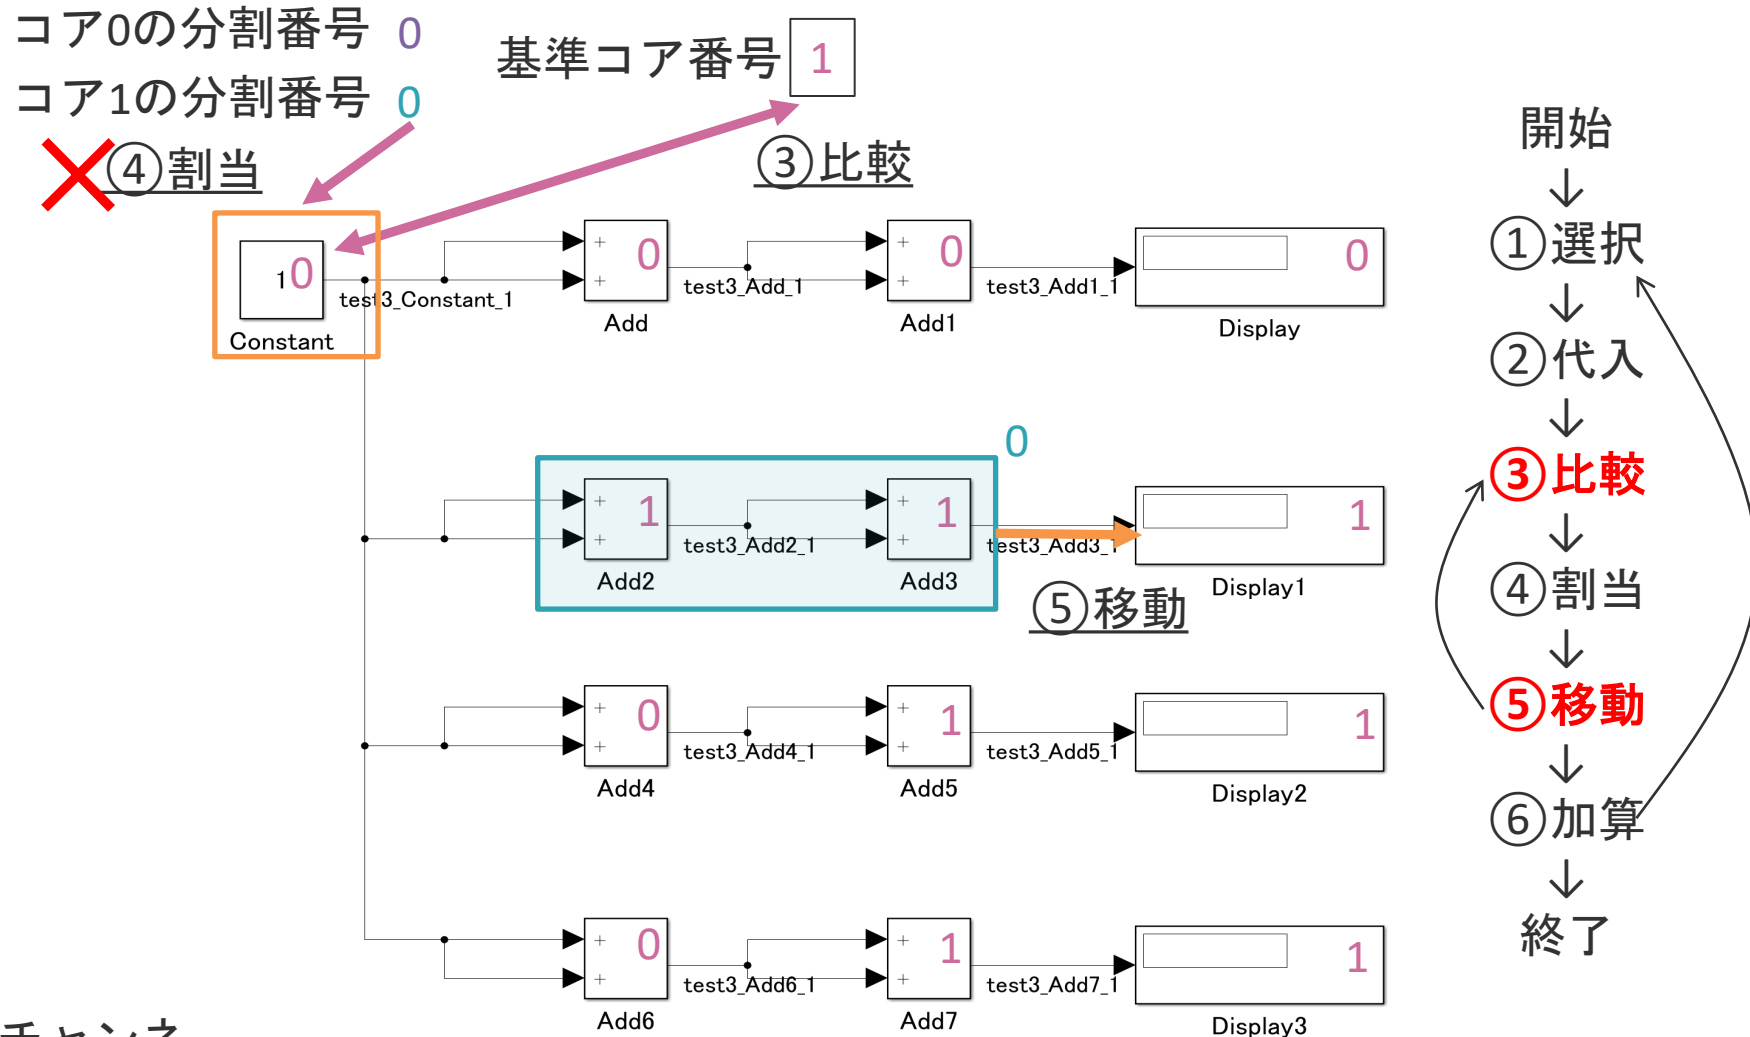 コア0の分割番号 0
基準コア番号 1
コア1の分割番号 0
④割当
③比較
10
Constant
test3_Constant_1
0
Add
test3_Add_1
0
Add1
test3_Add1_1
0
Display
0
1
Add2
test3_Add2_1
1
Add3
test3_Add3_1
1
Display1
⑤移動
0
Add4
test3_Add4_1
1
Add5
test3_Add5_1
1
Display2
0
Add6
test3_Add6_1
1
Add7
test3_Add7_1
1
Display3
開始
↓
①選択
↓
②代入
↓
③比較
↓
④割当
↓
⑤移動
↓
⑥加算
↓
終了